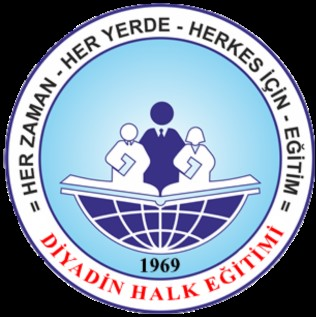 = HER ZAMAN - HER YERDE - HERKES İÇİN - EĞİTİM =
1969
DİYADİN HALK EĞİTİMİ